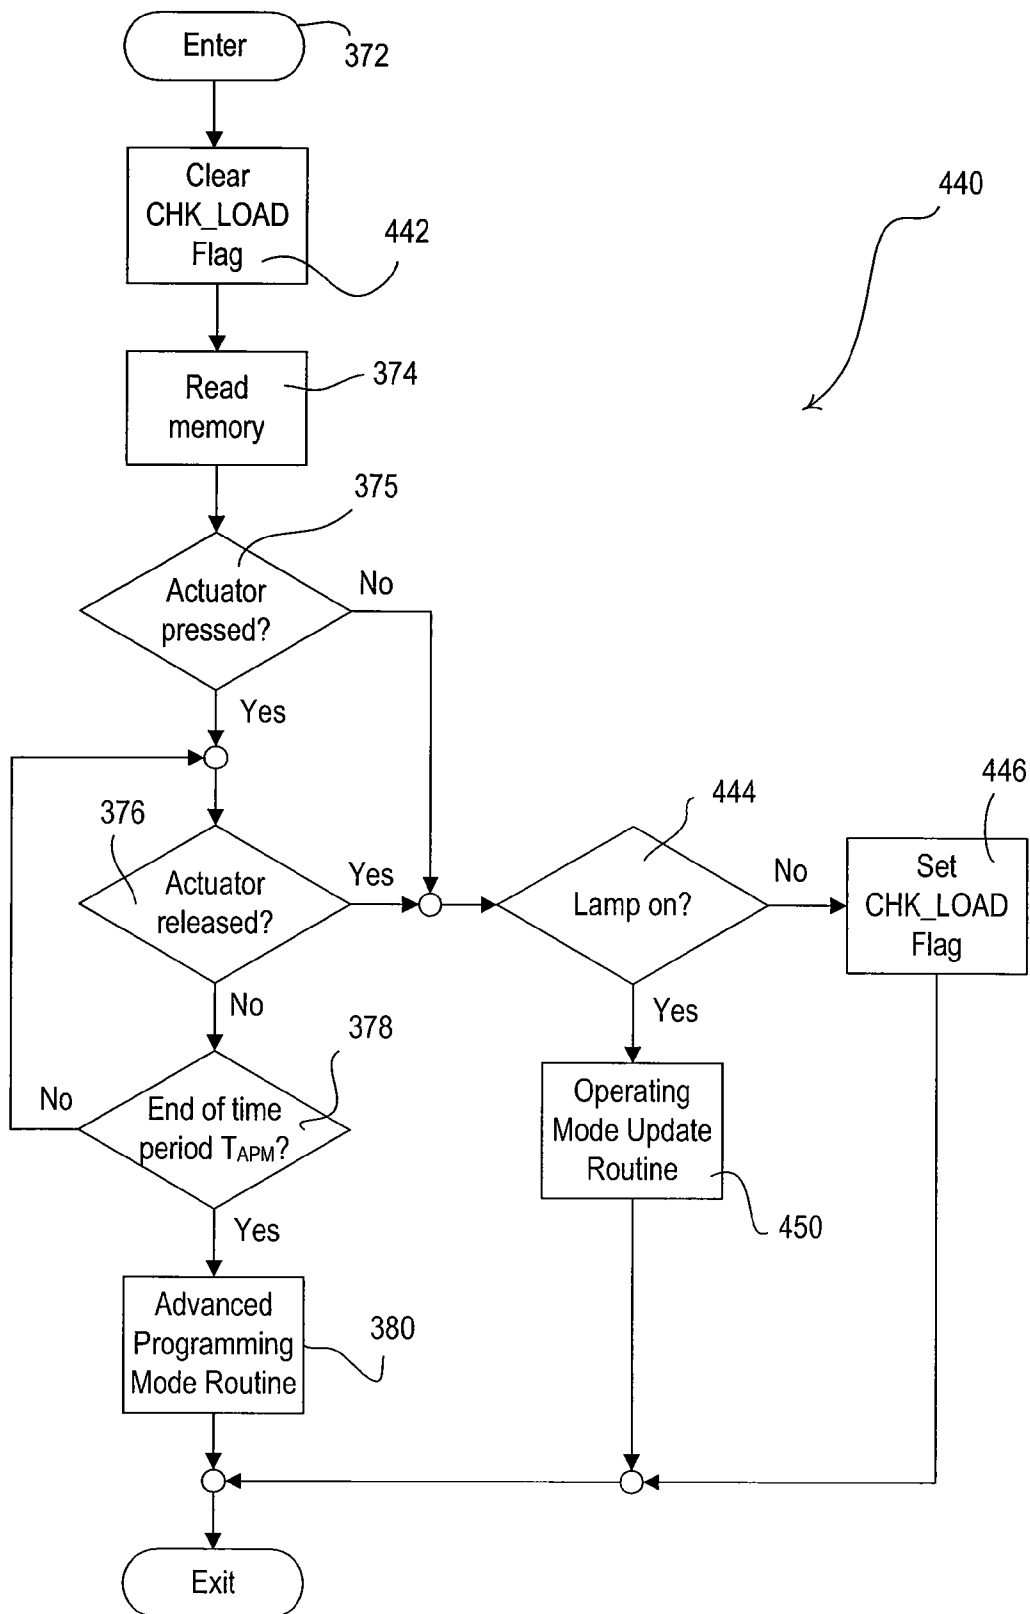 Enter
372
Clear
CHK_LOAD
Flag
442
440
Read
memory
374
375
Actuator
pressed?
No
Yes
376
Actuator
released?
Yes
No
444
Lamp on?
No
Yes
446
Set
CHK_LOAD
Flag
378
End of time
period TAPM?
No
Yes
Operating
Mode Update
Routine
450
Advanced
Programming
Mode Routine
380
Exit